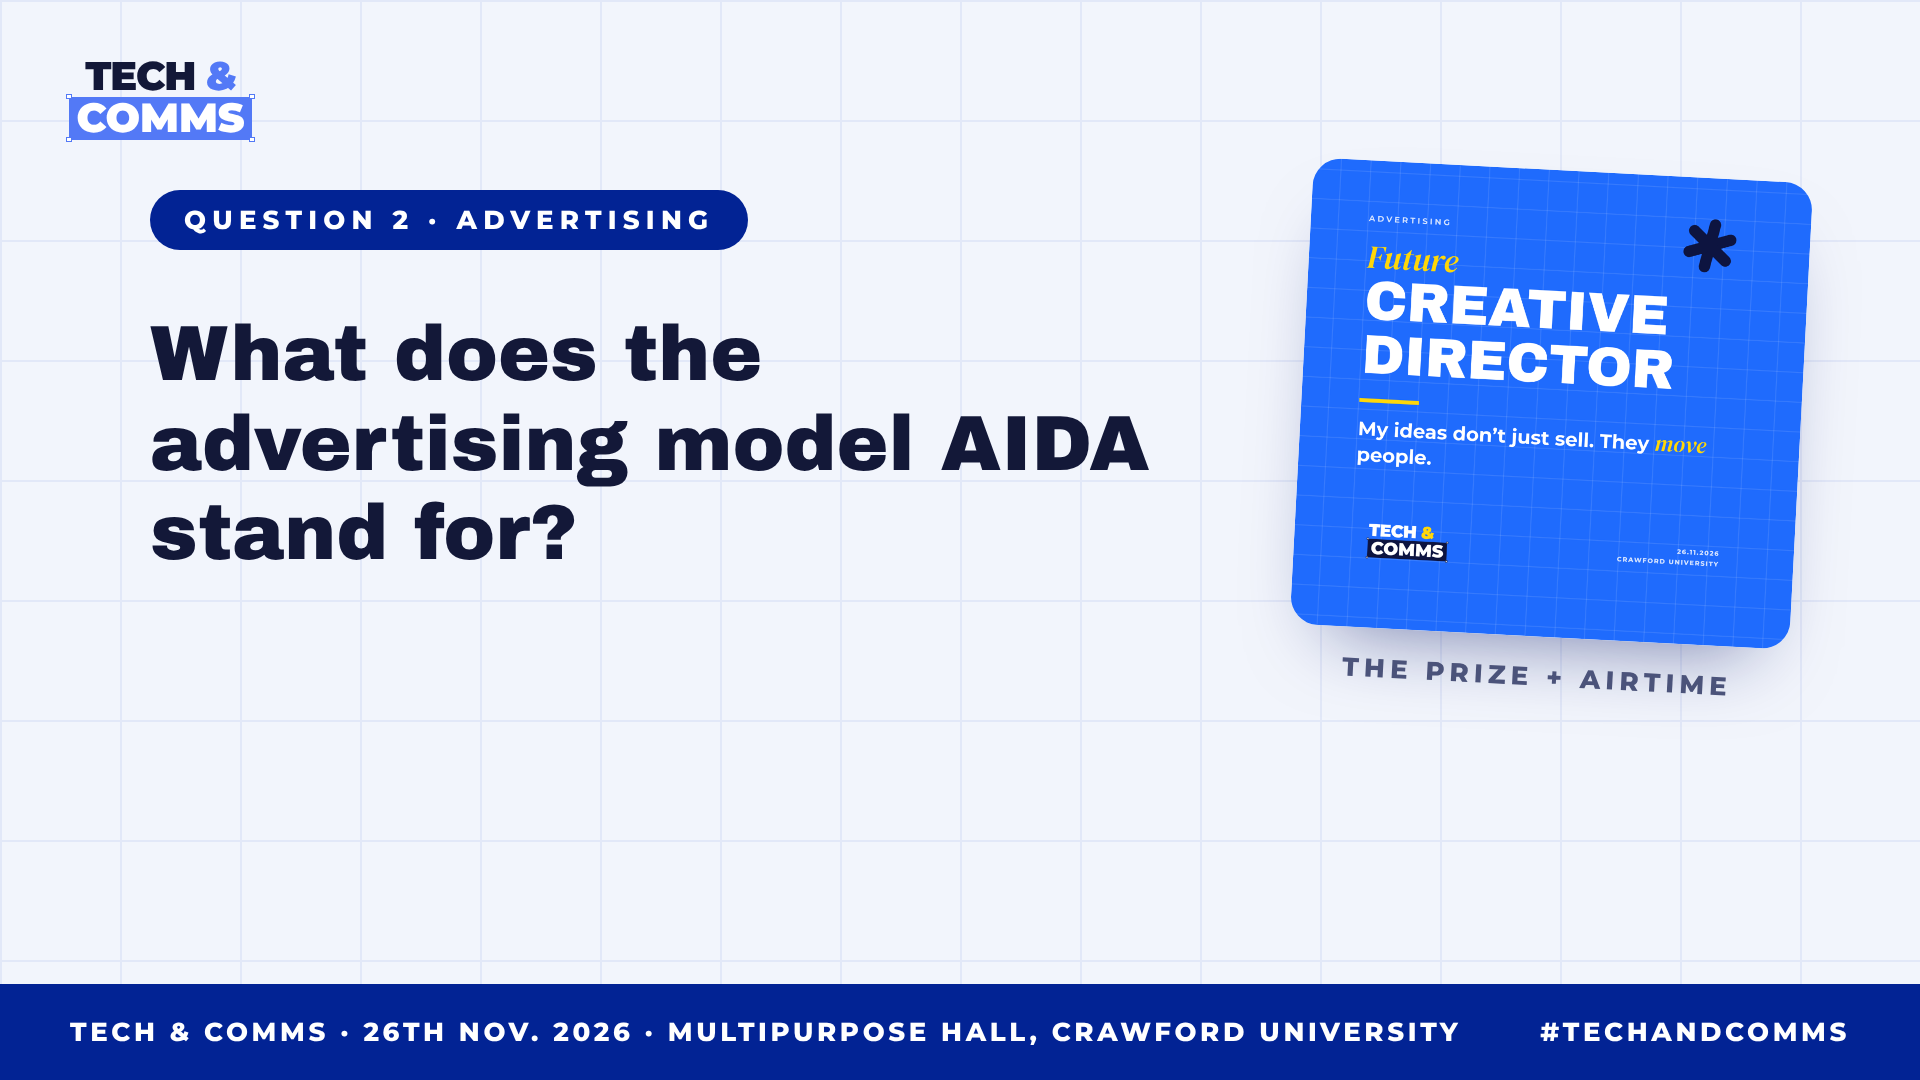 TECH &
COMMS
QUESTION 2 · ADVERTISING
What does the
advertising model AIDA
stand for?
ADVERTISING
Future
CREATIVE
DIRECTOR
My ideas don’t just sell. They move
people.
TECH &
COMMS
26.11.2026
CRAWFORD UNIVERSITY
THE PRIZE + AIRTIME
TECH & COMMS · 26TH NOV. 2026 · MULTIPURPOSE HALL, CRAWFORD UNIVERSITY
#TECHANDCOMMS